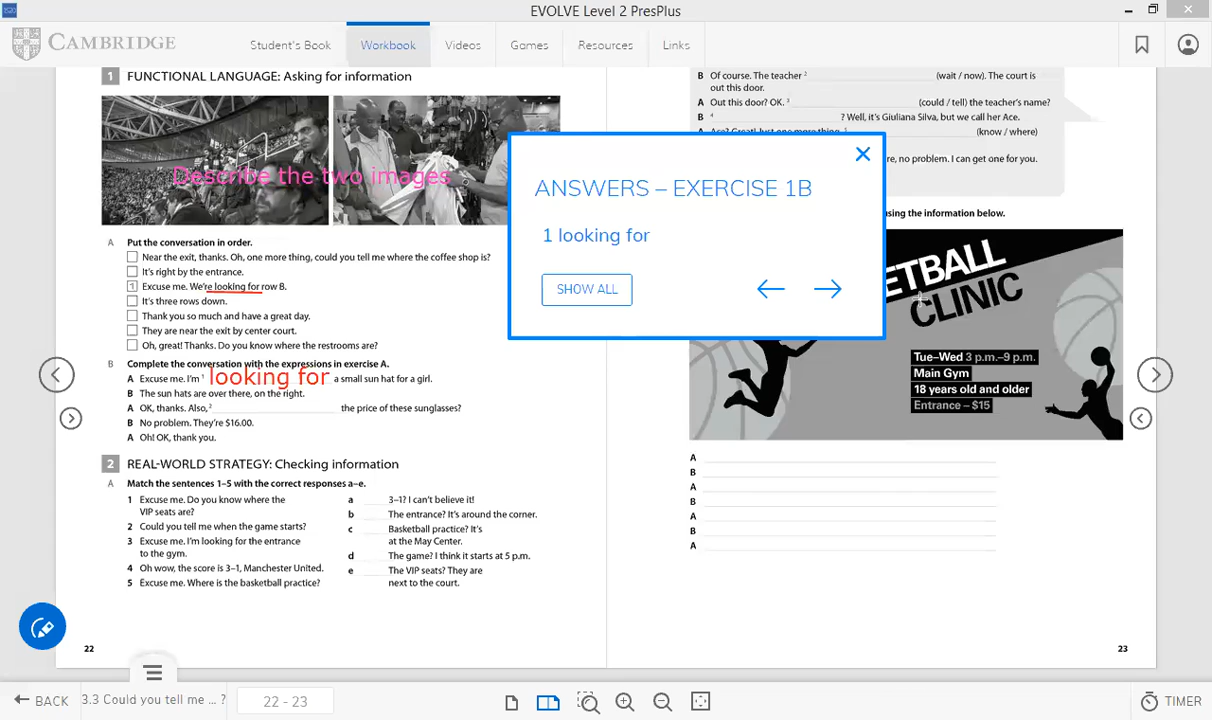 EVOLVE Level 2 PresPlus
CAMBRIDGE
Student's Book
Workbook
Videos
Games
Resources
Links
1 FUNCTIONAL LANGUAGE: Asking for information
Describe the two images
A Put the conversation in order.
Near the exit, thanks. Oh, one more thing, could you tell me where the coffee shop is?
It's right by the entrance.
1 Excuse me. We're looking for row B.
It's three rows down.
Thank you so much and have a great day.
They are near the exit by center court.
Oh, great! Thanks. Do you know where the restrooms are?
B Complete the conversation with the expressions in exercise A.
A Excuse me. I'm 1 looking for a small sun hat for a girl.
B The sun hats are over there, on the right.
A OK, thanks. Also, 2 the price of these sunglasses?
B No problem. They're $16.00.
A Oh! OK, thank you.
2 REAL-WORLD STRATEGY: Checking information
A Match the sentences 1–5 with the correct responses a–e.
1 Excuse me. Do you know where the
VIP seats are?
2 Could you tell me when the game starts?
3 Excuse me. I'm looking for the entrance
to the gym.
4 Oh wow, the score is 3–1, Manchester United.
5 Excuse me. Where is the basketball practice?
a 3–1? I can't believe it!
b The entrance? It's around the corner.
c Basketball practice? It's
at the May Center.
d The game? I think it starts at 5 p.m.
e The VIP seats? They are
next to the court.
22
B Of course. The teacher 2 (wait / now). The court is
out this door.
A Out this door? OK. 3 (could / tell) the teacher's name?
B 4 ? Well, it's Giuliana Silva, but we call her Ace.
A Ace? Great! Just one more thing. 5 (know / where)
re, no problem. I can get one for you.
using the information below.
ANSWERS – EXERCISE 1B
1 looking for
SHOW ALL
ETBALL
CLINIC
Tue–Wed 3 p.m.–9 p.m.
Main Gym
18 years old and older
Entrance – $15
A
B
A
B
A
B
A
23
BACK
3.3 Could you tell me ... ?
22 - 23
TIMER